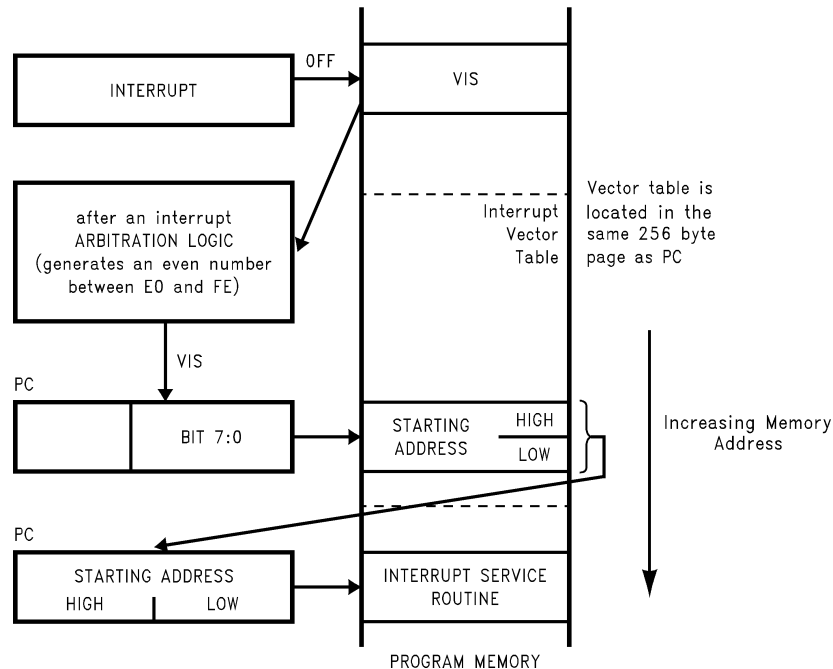 INTERRUPT
OFF
VIS
after an interrupt
ARBITRATION LOGIC
(generates an even number
between E0 and FE)
Interrupt
Vector
Table
Vector table is
located in the
same 256 byte
page as PC
VIS
PC
BIT 7:0
STARTING
ADDRESS
HIGH
LOW
Increasing Memory
Address
PC
STARTING ADDRESS
HIGH LOW
INTERRUPT SERVICE
ROUTINE
PROGRAM MEMORY